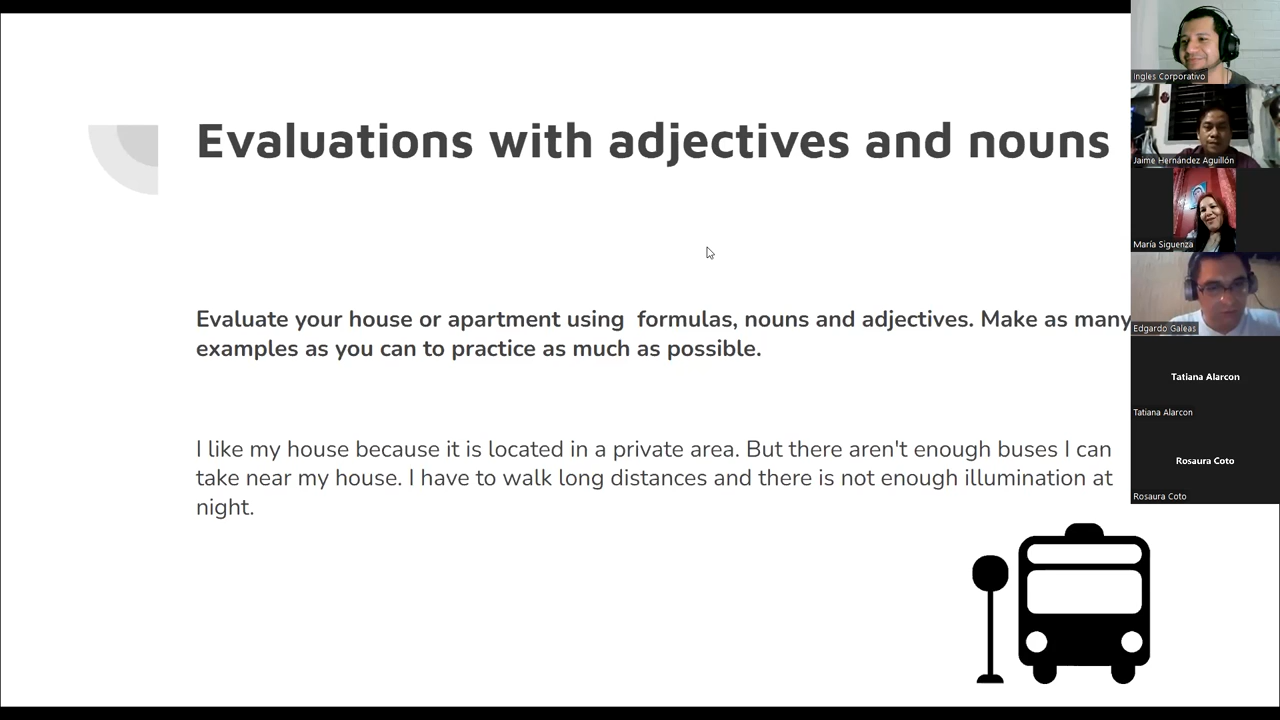 Evaluations with adjectives and nouns
Evaluate your house or apartment using  formulas, nouns and adjectives. Make as many
examples as you can to practice as much as possible.
I like my house because it is located in a private area. But there aren't enough buses I can
take near my house. I have to walk long distances and there is not enough illumination at
night.
Ingles Corporativo
Jaime Hernández Aguillón
María Siguenza
Edgardo Galeas
Tatiana Alarcon
Tatiana Alarcon
Rosaura Coto
Rosaura Coto